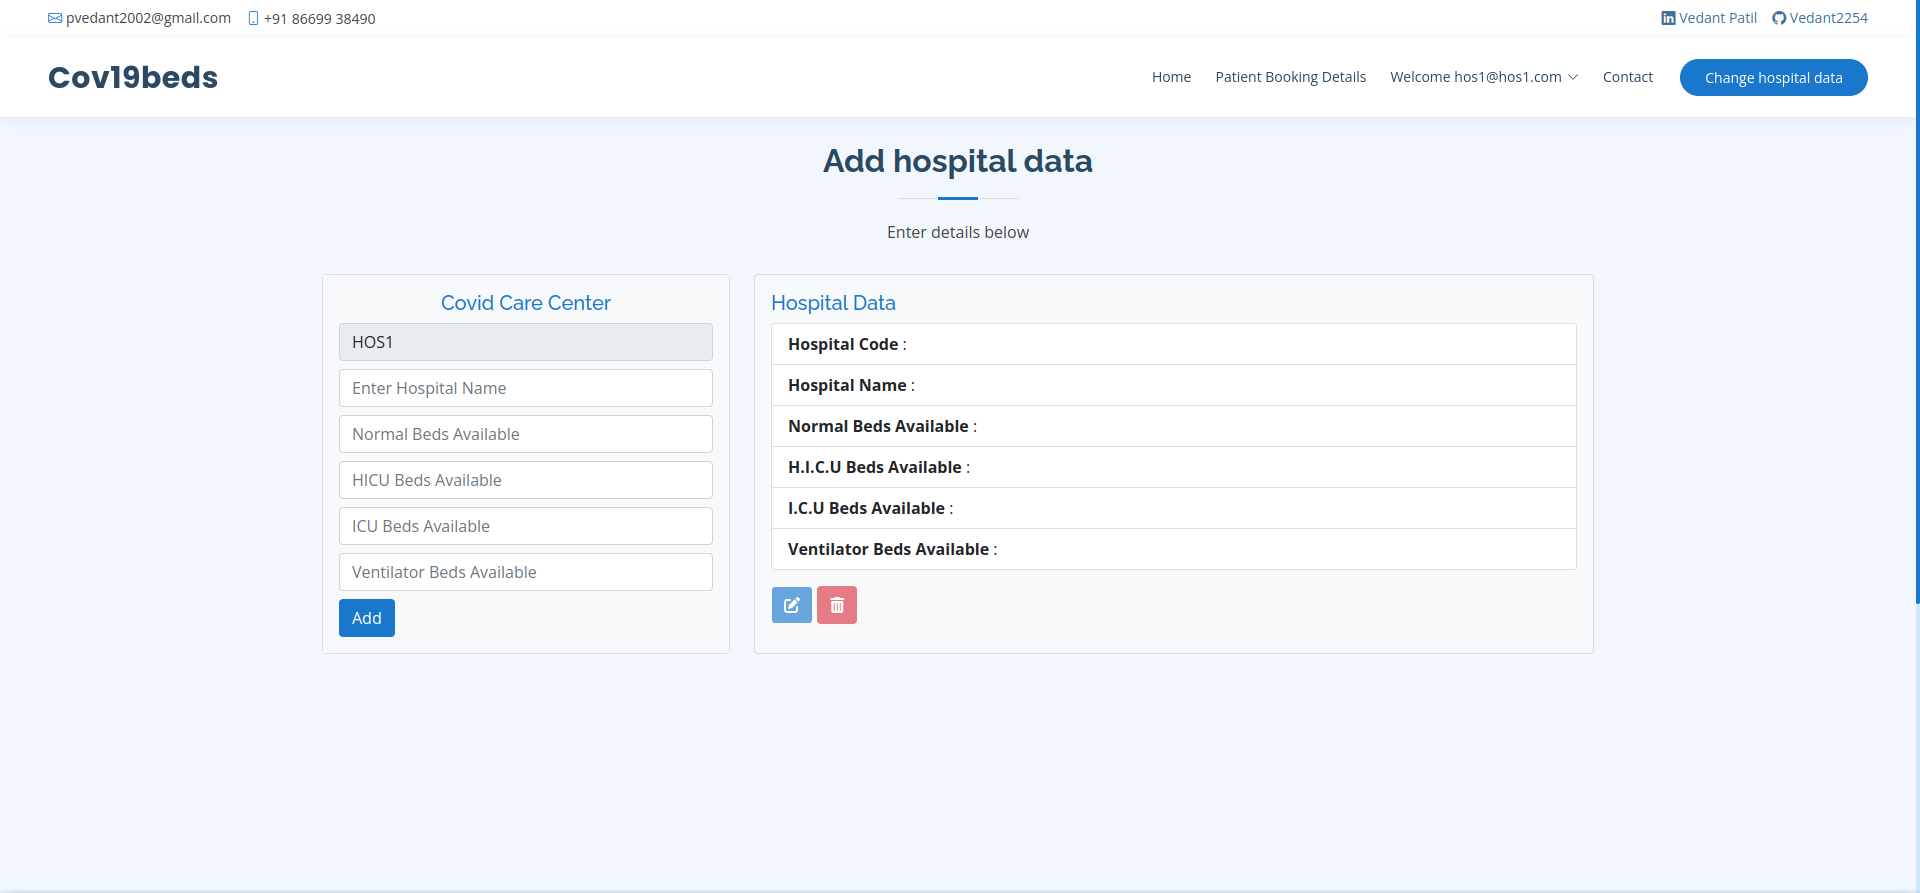 pvedant2002@gmail.com +91 86699 38490 Vedant Patil Vedant2254
Cov19beds Home Patient Booking Details Welcome hos1@hos1.com Contact Change hospital data
Add hospital data
Enter details below
Covid Care Center
HOS1
Enter Hospital Name
Normal Beds Available
HICU Beds Available
ICU Beds Available
Ventilator Beds Available
Add
Hospital Data
Hospital Code :
Hospital Name :
Normal Beds Available :
H.I.C.U Beds Available :
I.C.U Beds Available :
Ventilator Beds Available :